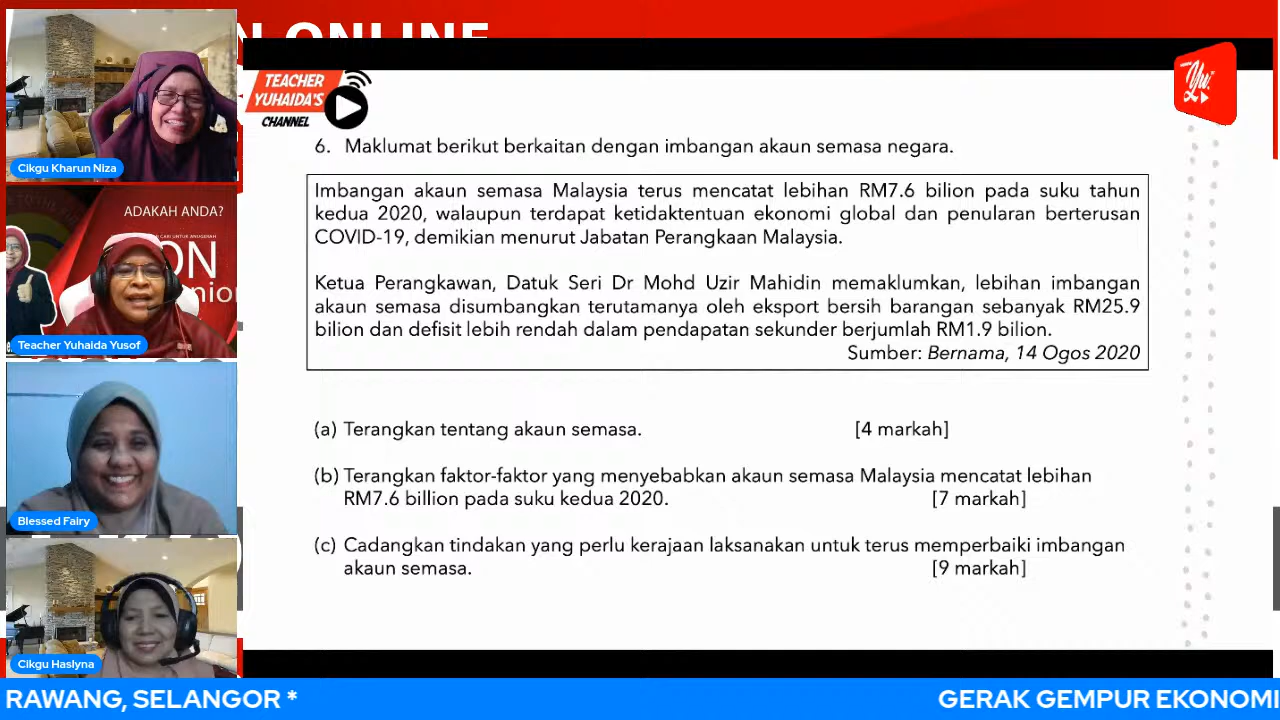 N ONLINE
TEACHER
YUHAIDA'S
CHANNEL
Cikgu Kharun Niza
ADAKAH ANDA?
Teacher Yuhaida Yusof
Blessed Fairy
Cikgu Haslyna
6. Maklumat berikut berkaitan dengan imbangan akaun semasa negara.
Imbangan akaun semasa Malaysia terus mencatat lebihan RM7.6 bilion pada suku tahun
kedua 2020, walaupun terdapat ketidaktentuan ekonomi global dan penularan berterusan
COVID-19, demikian menurut Jabatan Perangkaan Malaysia.
Ketua Perangkawan, Datuk Seri Dr Mohd Uzir Mahidin memaklumkan, lebihan imbangan
akaun semasa disumbangkan terutamanya oleh eksport bersih barangan sebanyak RM25.9
bilion dan defisit lebih rendah dalam pendapatan sekunder berjumlah RM1.9 bilion.
Sumber: Bernama, 14 Ogos 2020
(a) Terangkan tentang akaun semasa. [4 markah]
(b) Terangkan faktor-faktor yang menyebabkan akaun semasa Malaysia mencatat lebihan
RM7.6 billion pada suku kedua 2020. [7 markah]
(c) Cadangkan tindakan yang perlu kerajaan laksanakan untuk terus memperbaiki imbangan
akaun semasa. [9 markah]
RAWANG, SELANGOR * GERAK GEMPUR EKONOMI